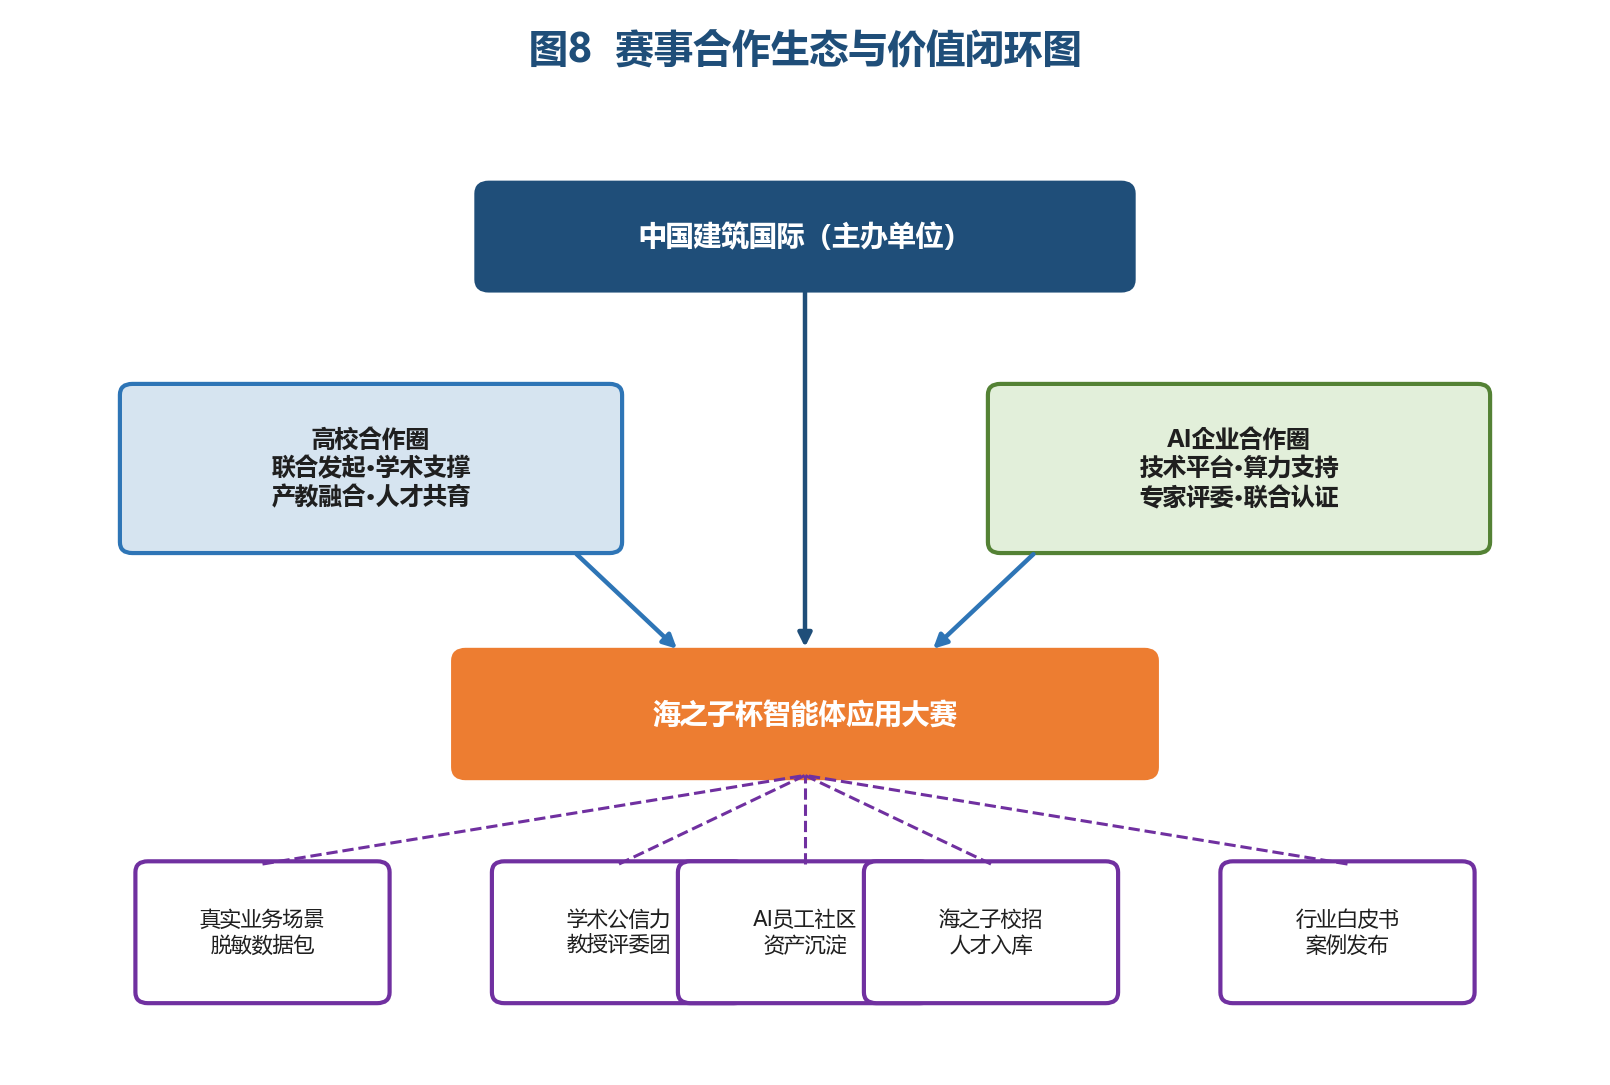 图8 赛事合作生态与价值闭环图
中国建筑国际（主办单位）
高校合作圈
联合发起•学术支撑
产教融合•人才共育
AI企业合作圈
技术平台•算力支持
专家评委•联合认证
海之子杯智能体应用大赛
真实业务场景
脱敏数据包
学术公信力
教授评委团
AI员工社区
资产沉淀
海之子校招
人才入库
行业白皮书
案例发布